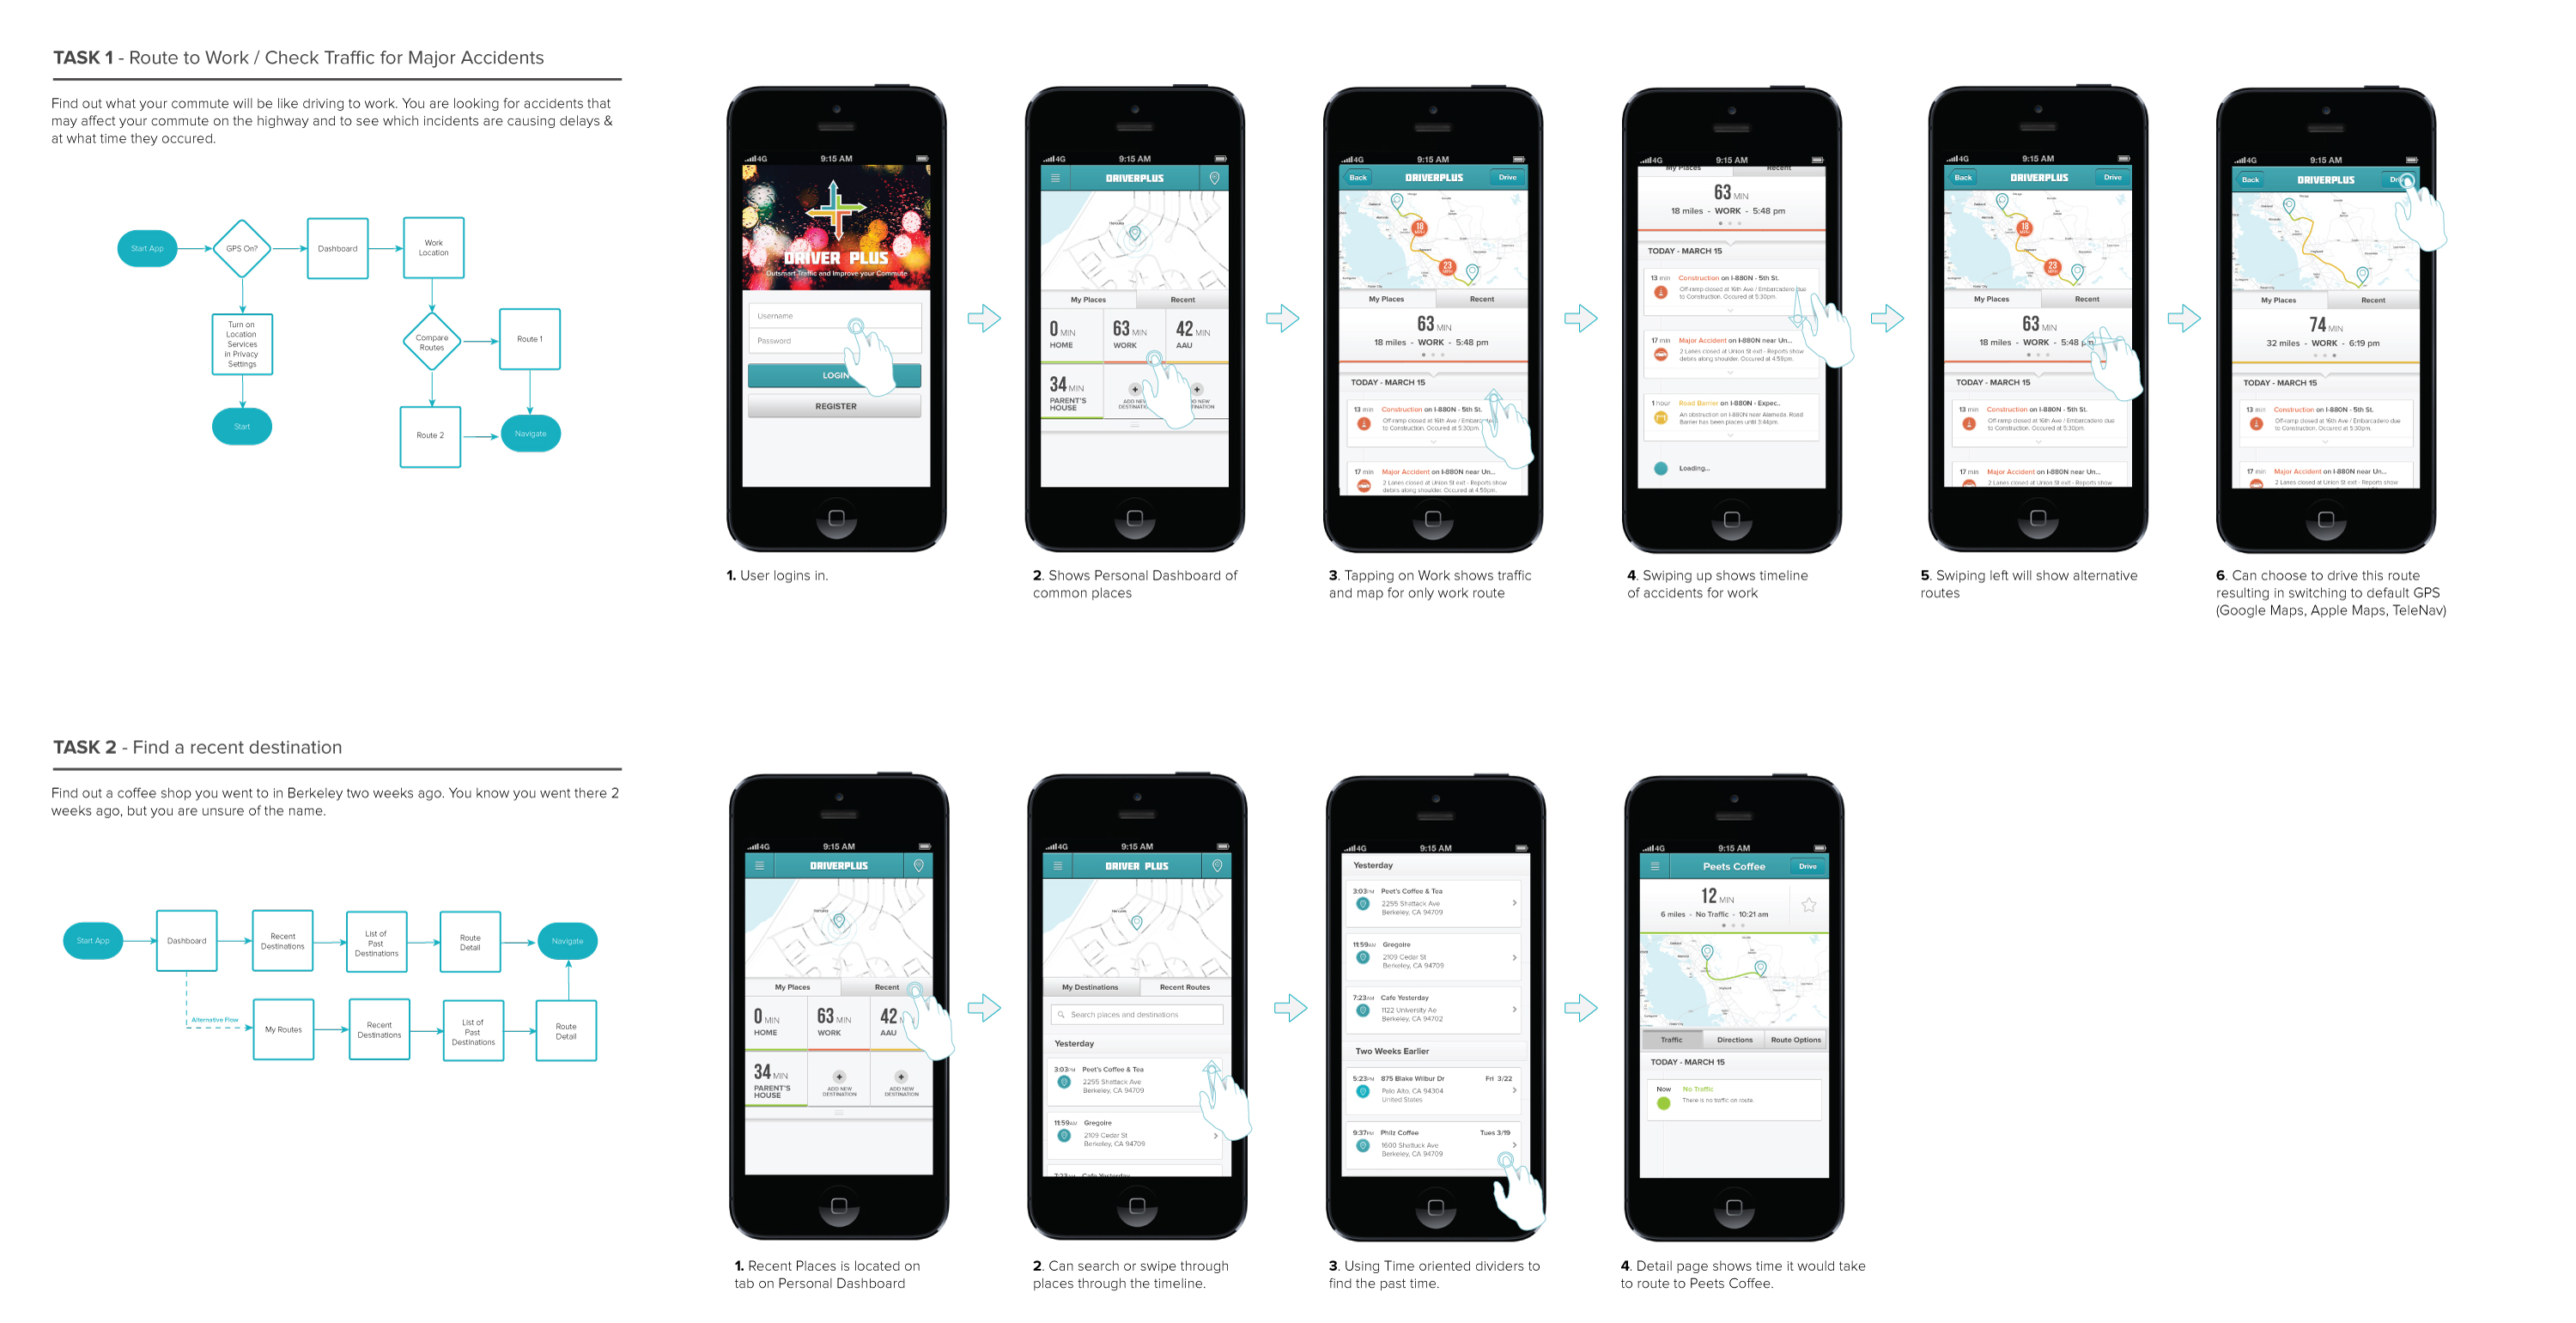 TASK 1 - Route to Work / Check Traffic for Major Accidents
Find out what your commute will be like driving to work. You are looking for accidents that
may affect your commute on the highway and to see which incidents are causing delays &
at what time they occured.
Start App
GPS On?
Dashboard
Work
Location
Turn on
Location
Services
in Privacy
Settings
Compare
Routes
Route 1
Start
Route 2
Navigate
4G 9:15 AM
DRIVER PLUS
Outsmart Traffic and Improve your Commute
Username
Password
LOGIN
REGISTER
1. User logins in.
4G 9:15 AM
DRIVERPLUS
Hercules
My Places Recent
0 MIN 63 MIN 42 MIN
HOME WORK AAU
34 MIN
PARENT'S
HOUSE
ADD NEW
2. Shows Personal Dashboard of
common places
4G 9:15 AM
Back DRIVERPLUS Drive
18
MPH
23
MPH
My Places Recent
63 MIN
18 miles - WORK - 5:48 pm
TODAY - MARCH 15
13 min Construction on I-880N - 5th St.
Off-ramp closed at 16th Ave /
to Construction. Occured at 5:30pm.
17 min Major Accident on I-880N near Un...
2 Lanes closed at Union St exit - Reports show
debris along shoulder. Occured at 4:59pm.
3. Tapping on Work shows traffic
and map for only work route
4G 9:15 AM
My Places Recent
63 MIN
18 miles - WORK - 5:48 pm
TODAY - MARCH 15
13 min Construction on I-880N - 5th St.
Off-ramp closed at 16th Ave / Embarcadero due
to Construction. Occured at 5:30pm.
17 min Major Accident on I-880N near Un...
2 Lanes closed at Union St exit - Reports show
debris along shoulder. Occured at 4:59pm.
1 hour Road Barrier on I-880N - Expec..
An obstruction on I-880N near Alameda. Road
Barrier has been places until 3:44pm.
Loading...
4. Swiping up shows timeline
of accidents for work
4G 9:15 AM
Back DRIVERPLUS Drive
18
MPH
23
MPH
My Places Recent
63 MIN
18 miles - WORK - 5:48 pm
TODAY - MARCH 15
13 min Construction on I-880N - 5th St.
Off-ramp closed at 16th Ave / Embarcadero due
to Construction. Occured at 5:30pm.
17 min Major Accident on I-880N near Un...
2 Lanes closed at Union St exit - Reports show
5. Swiping left will show alternative
routes
4G 9:15 AM
Back DRIVERPLUS
My Places Recent
74 MIN
32 miles - WORK - 6:19 pm
TODAY - MARCH 15
13 min Construction on I-880N - 5th St.
Off-ramp closed at 16th Ave / Embarcadero due
to Construction. Occured at 5:30pm.
17 min Major Accident on I-880N near Un...
2 Lanes closed at Union St exit - Reports show
6. Can choose to drive this route
resulting in switching to default GPS
(Google Maps, Apple Maps, TeleNav)
TASK 2 - Find a recent destination
Find out a coffee shop you went to in Berkeley two weeks ago. You know you went there 2
weeks ago, but you are unsure of the name.
Start App
Dashboard
Recent
Destinations
List of
Past
Destinations
Route
Detail
Navigate
Alternative Flow
My Routes
Recent
Destinations
List of
Past
Destinations
Route
Detail
4G 9:15 AM
DRIVERPLUS
Hercules
My Places Recent
0 MIN 63 MIN 42
HOME WORK AAU
34 MIN
PARENT'S
HOUSE
ADD NEW
DESTINATION
ADD NEW
DESTINATION
1. Recent Places is located on
tab on Personal Dashboard
4G 9:15 AM
DRIVER PLUS
Hercules
My Destinations Recent Routes
Search places and destinations
Yesterday
3:03PM Peet's Coffee & Tea
2255 Shattack Ave
Berkeley, CA 94709
11:59AM Gregoire
2109 Cedar St
Berkeley, CA 94709
7:23AM Cafe Yesterday
2. Can search or swipe through
places through the timeline.
4G 9:15 AM
Yesterday
3:03PM Peet's Coffee & Tea
2255 Shattack Ave
Berkeley, CA 94709
11:59AM Gregoire
2109 Cedar St
Berkeley, CA 94709
7:23AM Cafe Yesterday
1122 University Ae
Berkeley, CA 94702
Two Weeks Earlier
5:23PM 875 Blake Wilbur Dr Fri 3/22
Palo Alto, CA 94304
United States
9:37PM Philz Coffee Tues 3/19
1600 Shattuck Ave
Berkeley, CA 94709
3. Using Time oriented dividers to
find the past time.
4G 9:15 AM
Peets Coffee Drive
12 MIN
6 miles - No Traffic - 10:21 am
Traffic Directions Route Options
TODAY - MARCH 15
Now No Traffic
There is no traffic on route.
4. Detail page shows time it would take
to route to Peets Coffee.